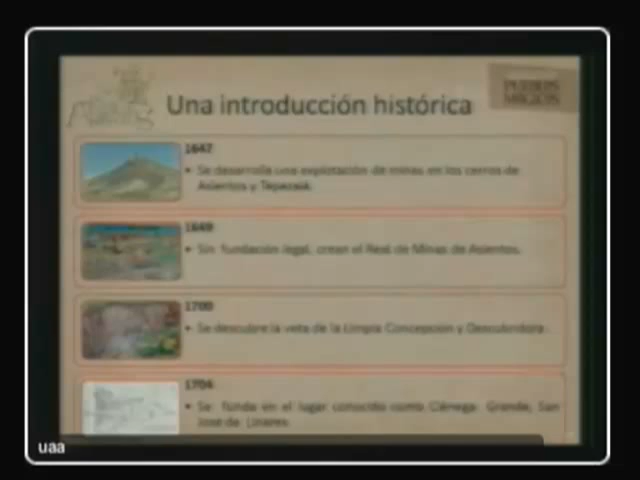 PUEBLOS
MÁGICOS
Una introducción histórica
1647
• Se desarrolla una explotación de minas en los cerros de
Asientos y Tepezalá.
1649
• Sin fundación legal, crean el Real de Minas de Asientos.
1700
• Se descubre la veta de la Limpia Concepción y Descubridora.
1704
• Se funda en el lugar conocido como Ciénega Grande, San
José de Linares.
uaa